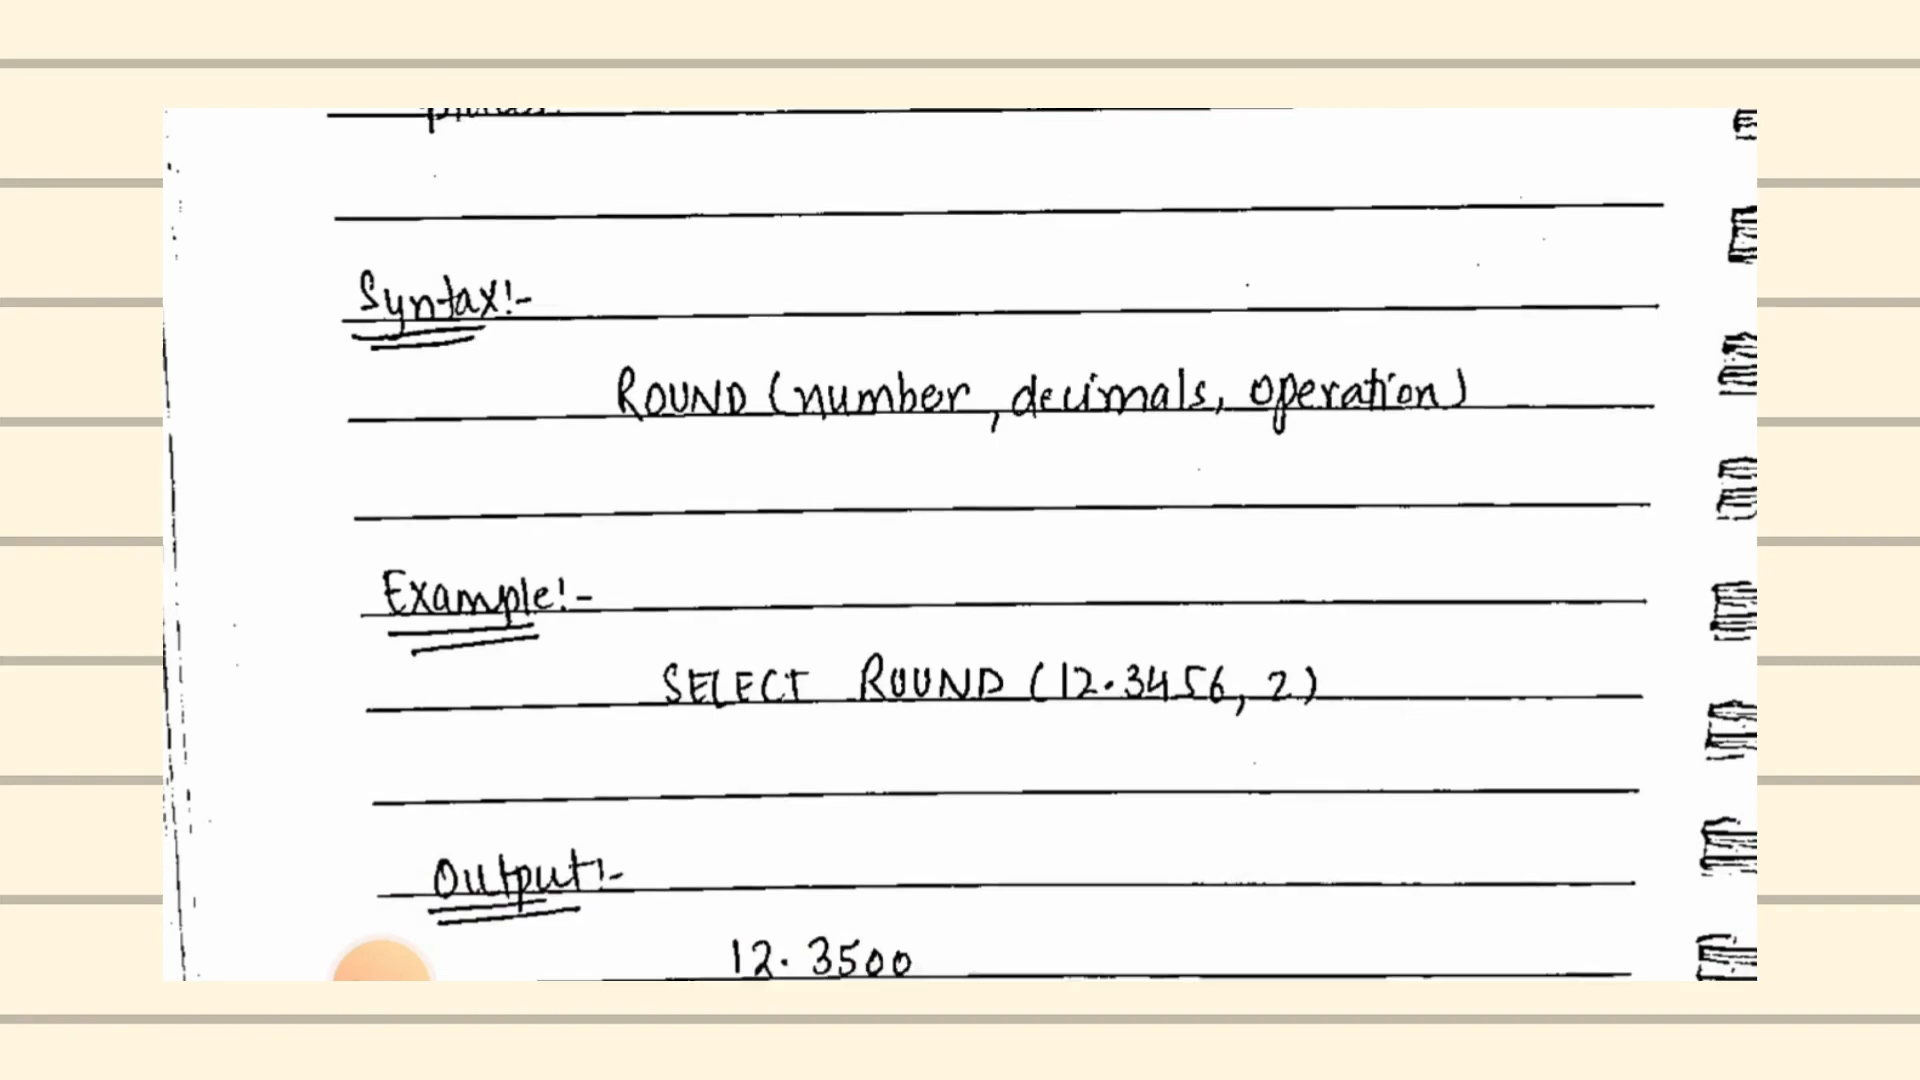 Syntax:-
ROUND (number, decimals, operation)
Example:-
SELECT ROUND (12.3456, 2)
Output:-
12.3500